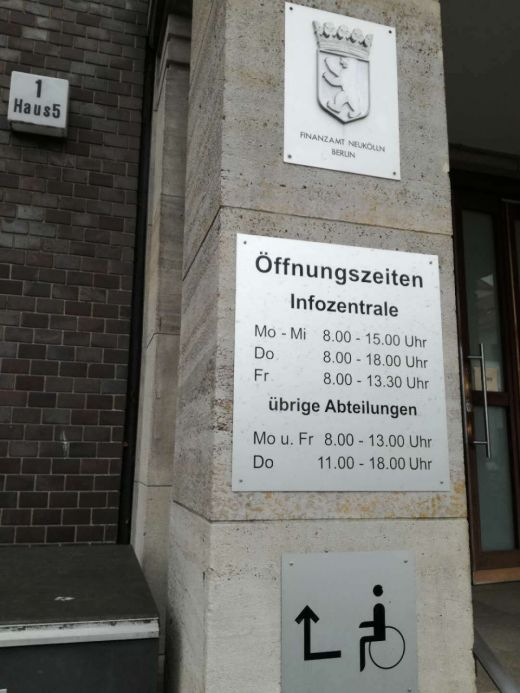 1
Haus5
FINANZAMT NEUKÖLLN
BERLIN
Öffnungszeiten
Infozentrale
Mo - Mi 8.00 - 15.00 Uhr
Do 8.00 - 18.00 Uhr
Fr 8.00 - 13.30 Uhr
übrige Abteilungen
Mo u. Fr 8.00 - 13.00 Uhr
Do 11.00 - 18.00 Uhr